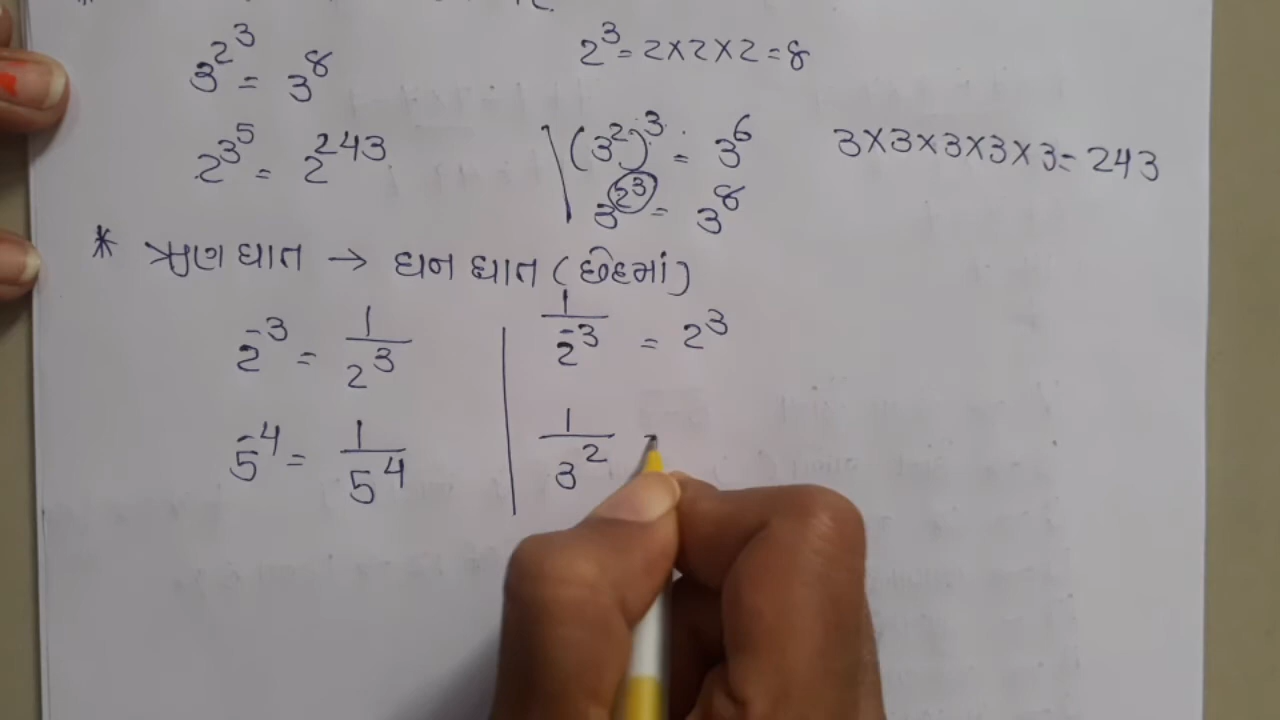 3^2^3 = 3^8 2^3 = 2×2×2 = 8
2^3^5 = 2^243 (3^2)^3 = 3^6 3×3×3×3×3 = 243
3^2^3 = 3^8
* ઋણ ઘાત → ધન ઘાત (છેદમાં)
2^-3 = 1/2^3 1/2^-3 = 2^3
5^-4 = 1/5^4 1/3^2